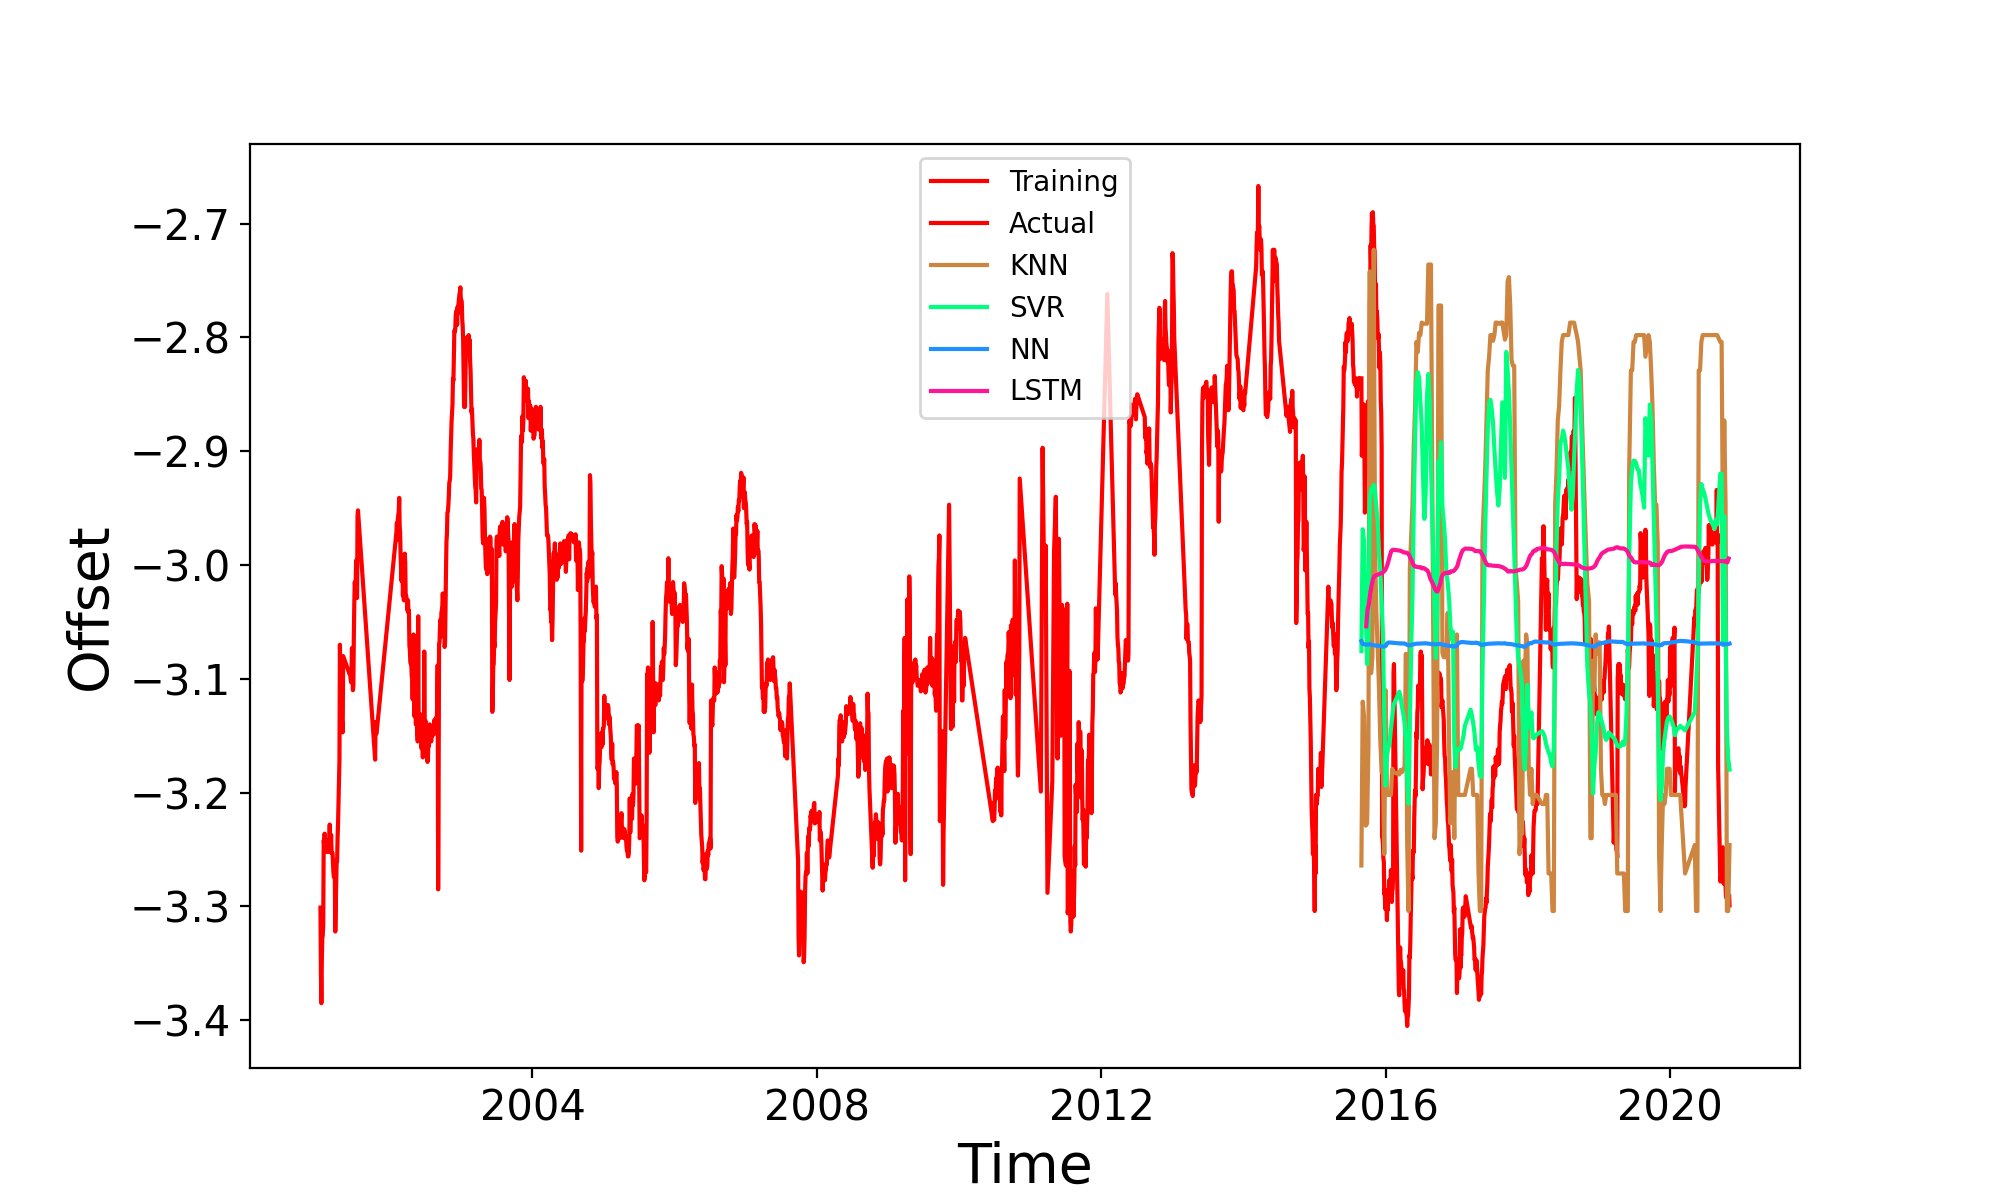 Training
Actual
KNN
SVR
NN
LSTM
−2.7
−2.8
−2.9
−3.0
−3.1
−3.2
−3.3
−3.4
Offset
2004 2008 2012 2016 2020
Time